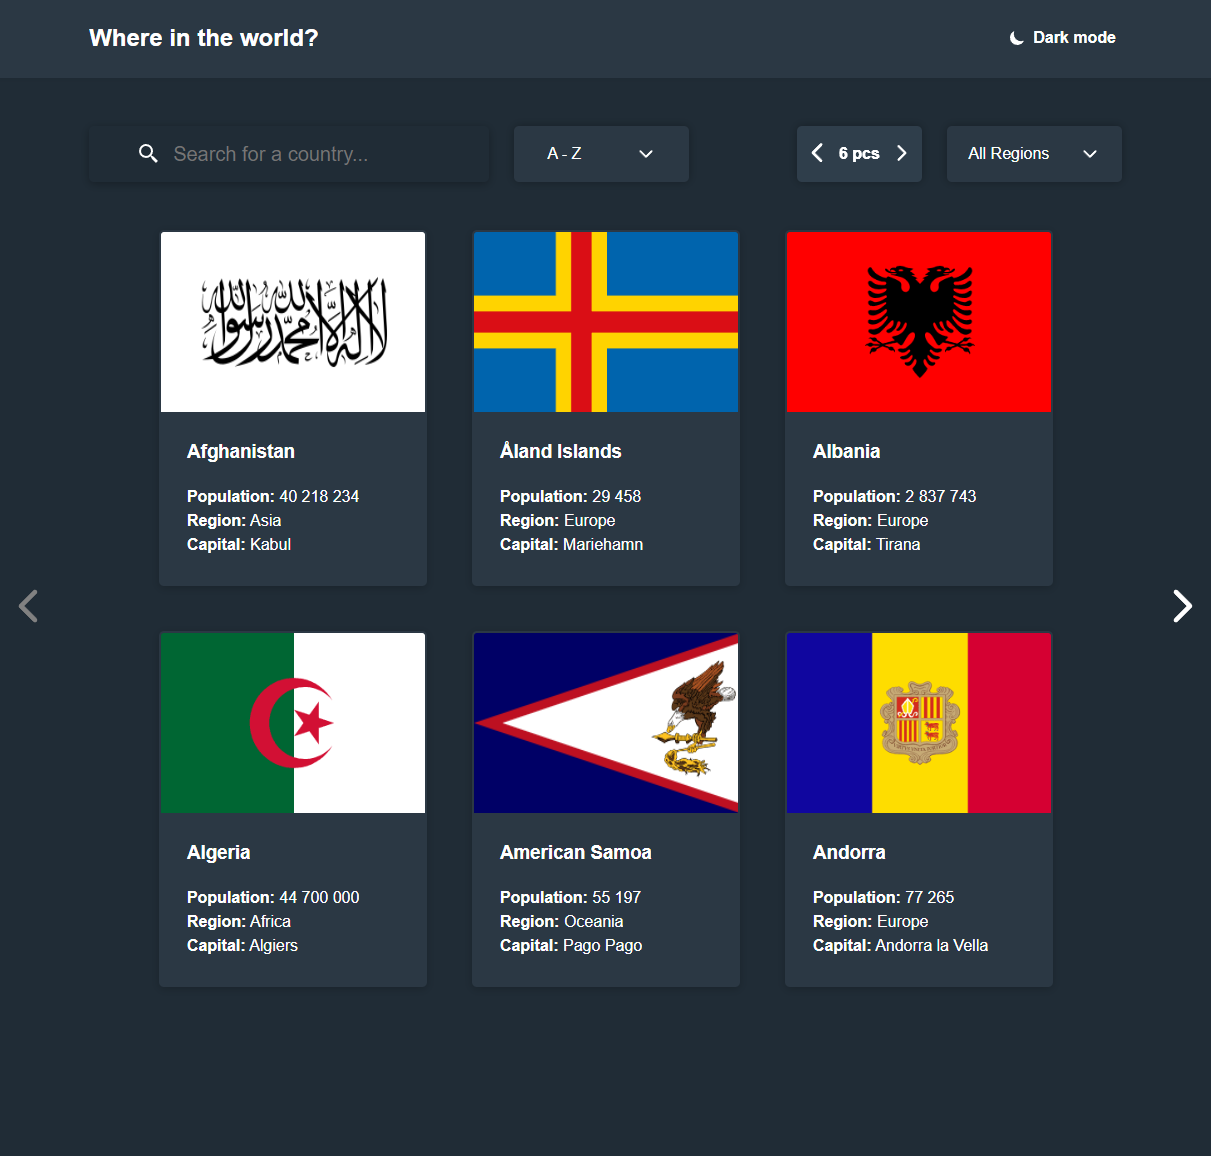 Where in the world?
Dark mode
Search for a country...
A - Z
6 pcs
All Regions
لا إله إلا الله محمد رسول الله
Afghanistan
Population: 40 218 234
Region: Asia
Capital: Kabul
Åland Islands
Population: 29 458
Region: Europe
Capital: Mariehamn
Albania
Population: 2 837 743
Region: Europe
Capital: Tirana
Algeria
Population: 44 700 000
Region: Africa
Capital: Algiers
American Samoa
Population: 55 197
Region: Oceania
Capital: Pago Pago
Andorra
Population: 77 265
Region: Europe
Capital: Andorra la Vella